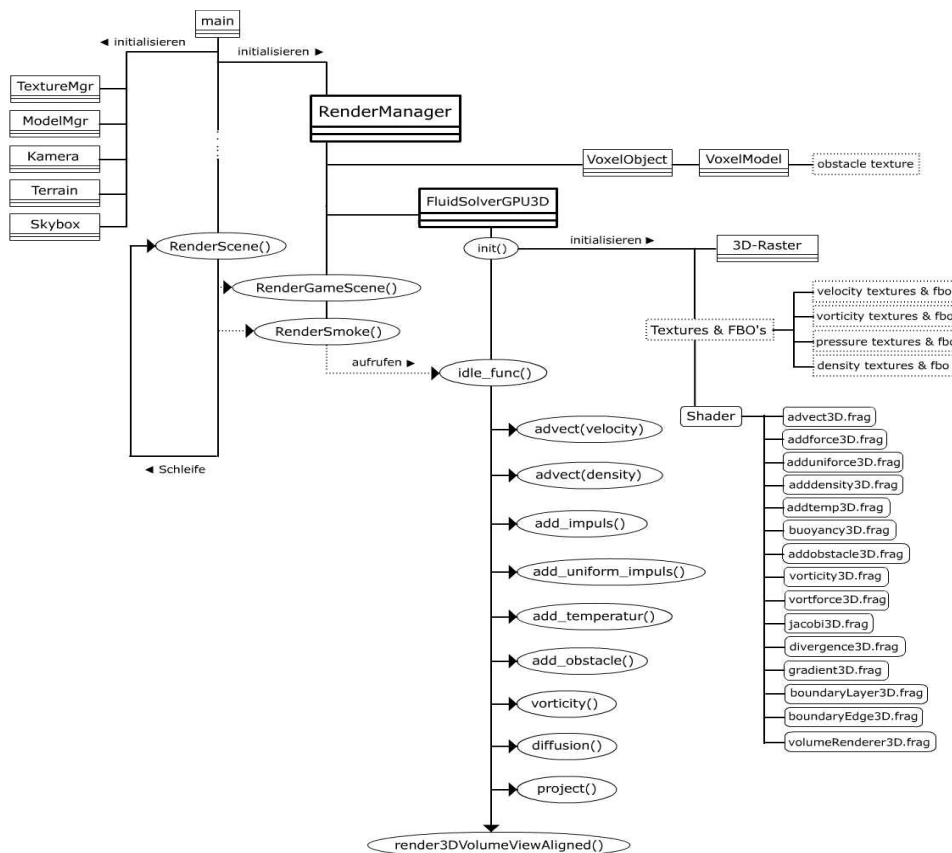 main
◄ initialisieren
initialisieren ►
TextureMgr
ModelMgr
Kamera
Terrain
Skybox
RenderManager
VoxelObject
VoxelModel
obstacle texture
FluidSolverGPU3D
RenderScene()
init()
initialisieren ►
3D-Raster
RenderGameScene()
RenderSmoke()
aufrufen ►
idle_func()
Textures & FBO's
velocity textures & fbo
vorticity textures & fbo
pressure textures & fbo
density textures & fbo
◄ Schleife
advect(velocity)
advect(density)
add_impuls()
add_uniform_impuls()
add_temperatur()
add_obstacle()
vorticity()
diffusion()
project()
render3DVolumeViewAligned()
Shader
advect3D.frag
addforce3D.frag
adduniforce3D.frag
adddensity3D.frag
addtemp3D.frag
buoyancy3D.frag
addobstacle3D.frag
vorticity3D.frag
vortforce3D.frag
jacobi3D.frag
divergence3D.frag
gradient3D.frag
boundaryLayer3D.frag
boundaryEdge3D.frag
volumeRenderer3D.frag